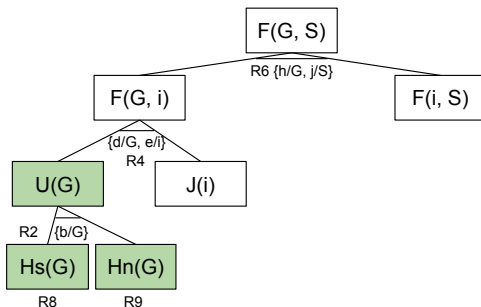 F(G, S)
R6 {h/G, j/S}
F(G, i)
F(i, S)
{d/G, e/i}
R4
U(G)
J(i)
R2
{b/G}
Hs(G)
Hn(G)
R8
R9